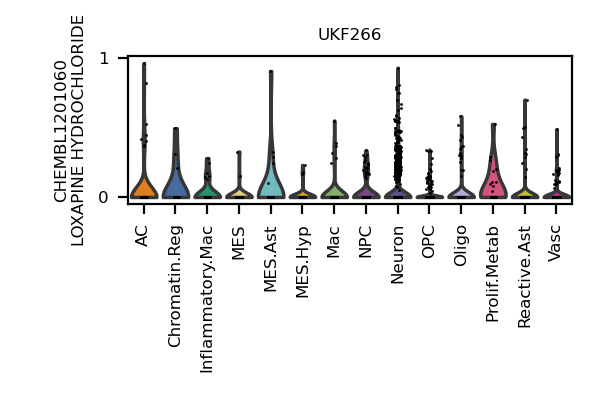 UKF266
CHEMBL1201060
LOXAPINE HYDROCHLORIDE
1
0
AC
Chromatin.Reg
Inflammatory.Mac
MES
MES.Ast
MES.Hyp
Mac
NPC
Neuron
OPC
Oligo
Prolif.Metab
Reactive.Ast
Vasc